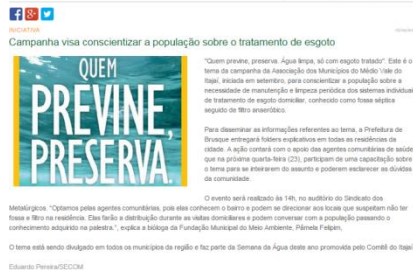 INICIATIVA
Campanha visa conscientizar a população sobre o tratamento de esgoto
QUEM
PREVINE,
PRESERVA.
"Quem previne, preserva. Água limpa, só com esgoto tratado". Este é o
tema da campanha da Associação dos Municípios do Médio Vale do
Itajaí, iniciada em setembro, para conscientizar a população sobre a
necessidade de manutenção e limpeza periódica dos sistemas individuai
de tratamento de esgoto domiciliar, conhecido como fossa séptica
seguido de filtro anaeróbico.
Para disseminar as informações referentes ao tema, a Prefeitura de
Brusque entregará folders explicativos em todas as residências da
cidade. A ação contará com o apoio das agentes comunitárias de saúde
que na próxima quarta-feira (23), participam de uma capacitação sobre
o tema para se inteirarem do assunto e poderem esclarecer as dúvidas
da comunidade.
O evento será realizado às 14h, no auditório do Sindicato dos
Metalúrgicos. "Optamos pelas agentes comunitárias, pois elas conhecem o bairro e podem se direcionar aos locais que suspeitam não ter
fossa e filtro na residência. Elas farão a distribuição durante as visitas domiciliares e podem conversar com a população passando o
conhecimento adquirido na palestra.", explica a bióloga da Fundação Municipal do Meio Ambiente, Pâmela Felipim.
O tema está sendo divulgado em todos os municípios da região e faz parte da Semana da Água deste ano promovida pelo Comitê do Itajaí
Eduardo Pereira/SECOM